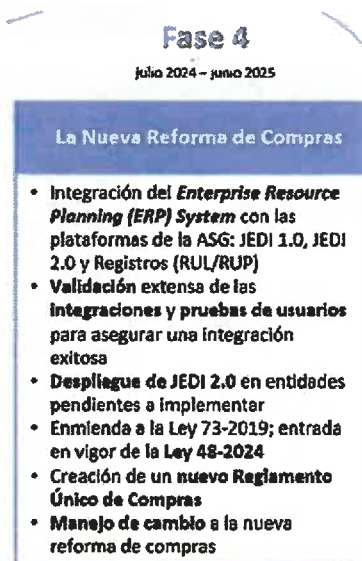 Fase 4
julio 2024 – junio 2025
La Nueva Reforma de Compras
• Integración del Enterprise Resource
Planning (ERP) System con las
plataformas de la ASG: JEDI 1.0, JEDI
2.0 y Registros (RUL/RUP)
• Validación extensa de las
integraciones y pruebas de usuarios
para asegurar una integración
exitosa
• Despliegue de JEDI 2.0 en entidades
pendientes a implementar
• Enmienda a la Ley 73-2019; entrada
en vigor de la Ley 48-2024
• Creación de un nuevo Reglamento
Único de Compras
• Manejo de cambio a la nueva
reforma de compras